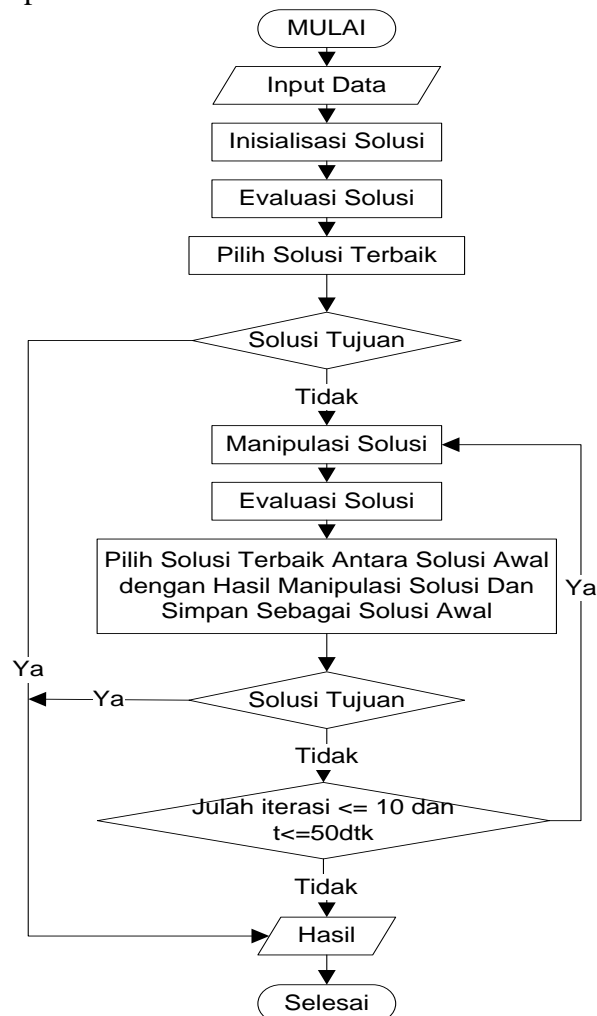 MULAI
Input Data
Inisialisasi Solusi
Evaluasi Solusi
Pilih Solusi Terbaik
Solusi Tujuan
Tidak
Manipulasi Solusi
Evaluasi Solusi
Pilih Solusi Terbaik Antara Solusi Awal
dengan Hasil Manipulasi Solusi Dan
Simpan Sebagai Solusi Awal
Ya
Ya
Ya
Solusi Tujuan
Tidak
Julah iterasi <= 10 dan
t<=50dtk
Tidak
Hasil
Selesai